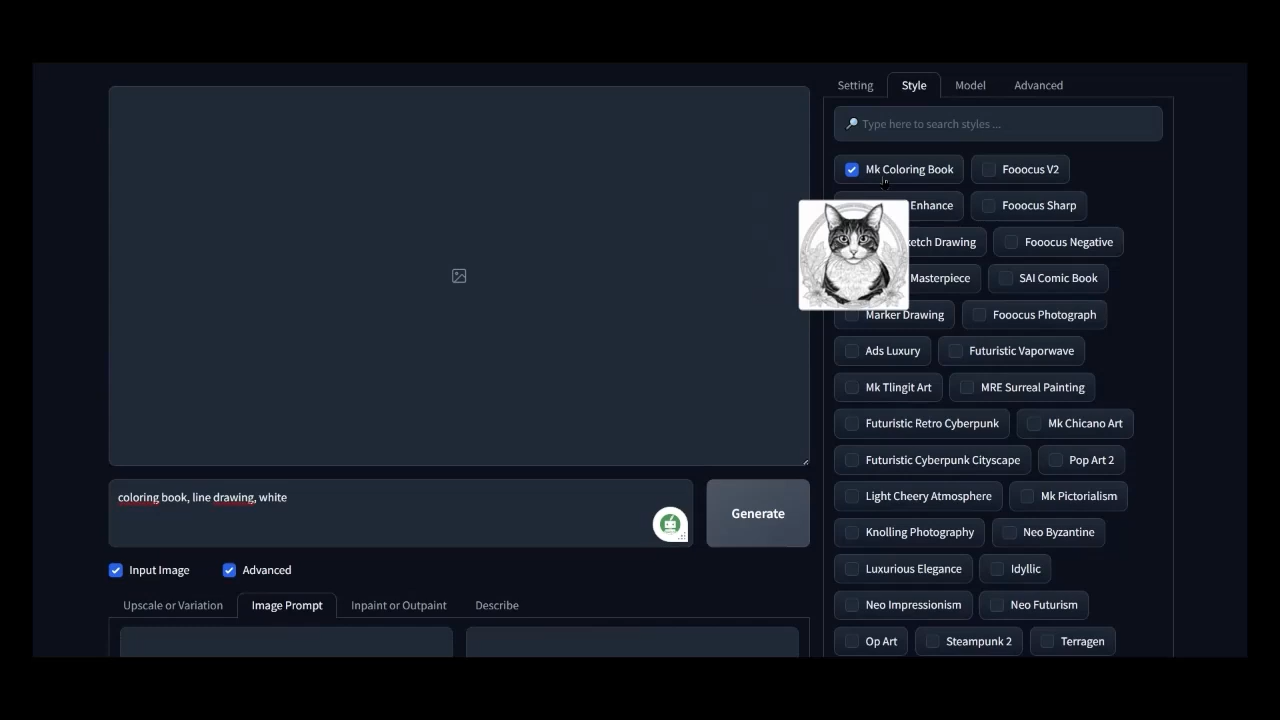 Setting Style Model Advanced
🔎 Type here to search styles ...
Mk Coloring Book Fooocus V2
Enhance Fooocus Sharp
Drawing Fooocus Negative
Masterpiece SAI Comic Book
Marker Drawing Fooocus Photograph
Ads Luxury Futuristic Vaporwave
Mk Tlingit Art MRE Surreal Painting
Futuristic Retro Cyberpunk Mk Chicano Art
Futuristic Cyberpunk Cityscape Pop Art 2
Light Cheery Atmosphere Mk Pictorialism
Knolling Photography Neo Byzantine
Luxurious Elegance Idyllic
Neo Impressionism Neo Futurism
Op Art Steampunk 2 Terragen
coloring book, line drawing, white
Generate
Input Image Advanced
Upscale or Variation Image Prompt Inpaint or Outpaint Describe